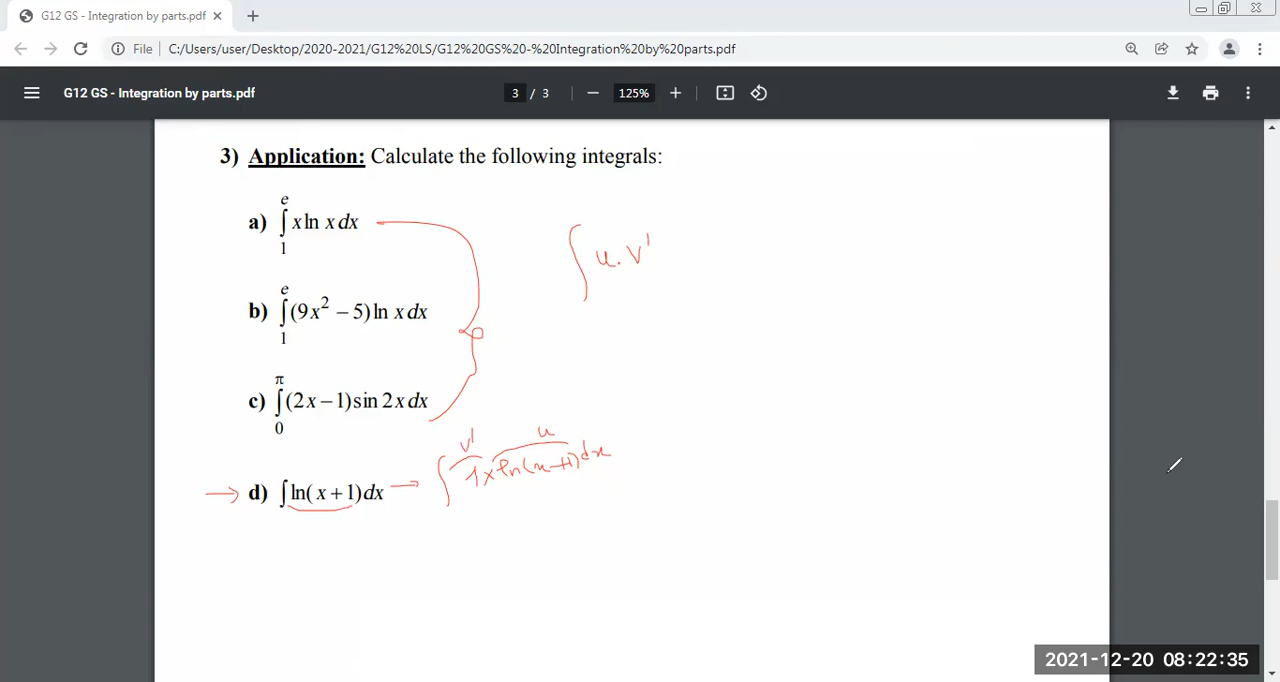 G12 GS - Integration by parts.pdf
File
C:/Users/user/Desktop/2020-2021/G12%20LS/G12%20GS%20-%20Integration%20by%20parts.pdf
G12 GS - Integration by parts.pdf
3 / 3
125%
3) Application: Calculate the following integrals:
a) ∫₁ᵉ x ln x dx
∫ u . v'
b) ∫₁ᵉ (9x² − 5) ln x dx
c) ∫₀^π (2x − 1) sin 2x dx
v' u
d) ∫ ln(x + 1) dx → ∫ 1 x ln(x+1) dx
2021-12-20 08:22:35